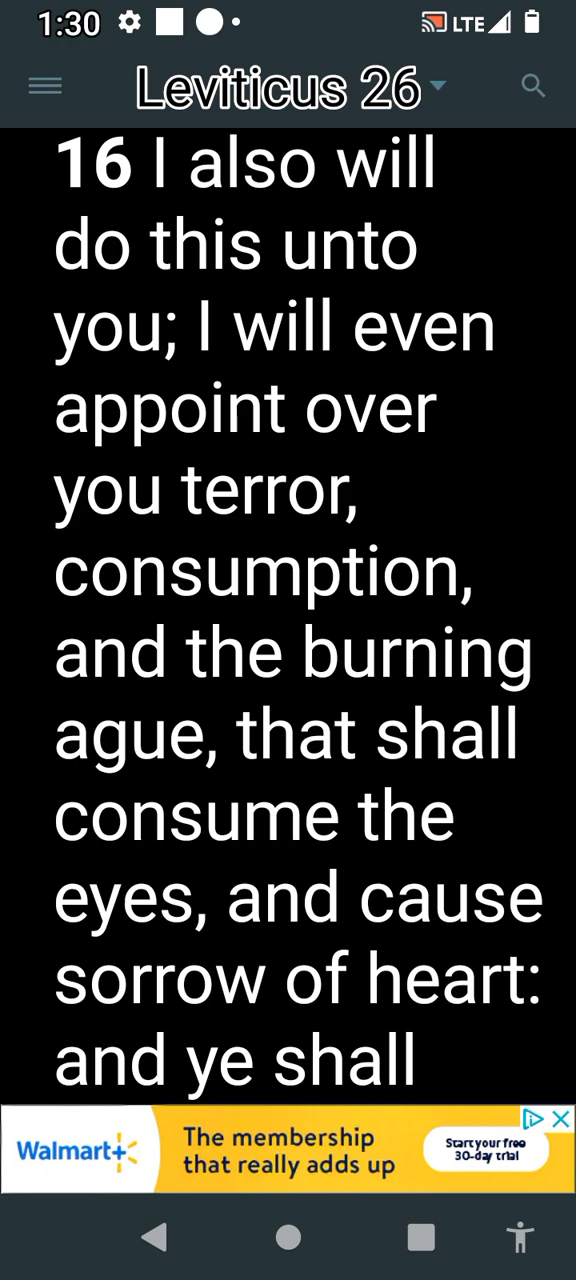 1:30 LTE
Leviticus 26
16 I also will
do this unto
you; I will even
appoint over
you terror,
consumption,
and the burning
ague, that shall
consume the
eyes, and cause
sorrow of heart:
and ye shall
Walmart+
The membership
that really adds up
Start your free
30-day trial